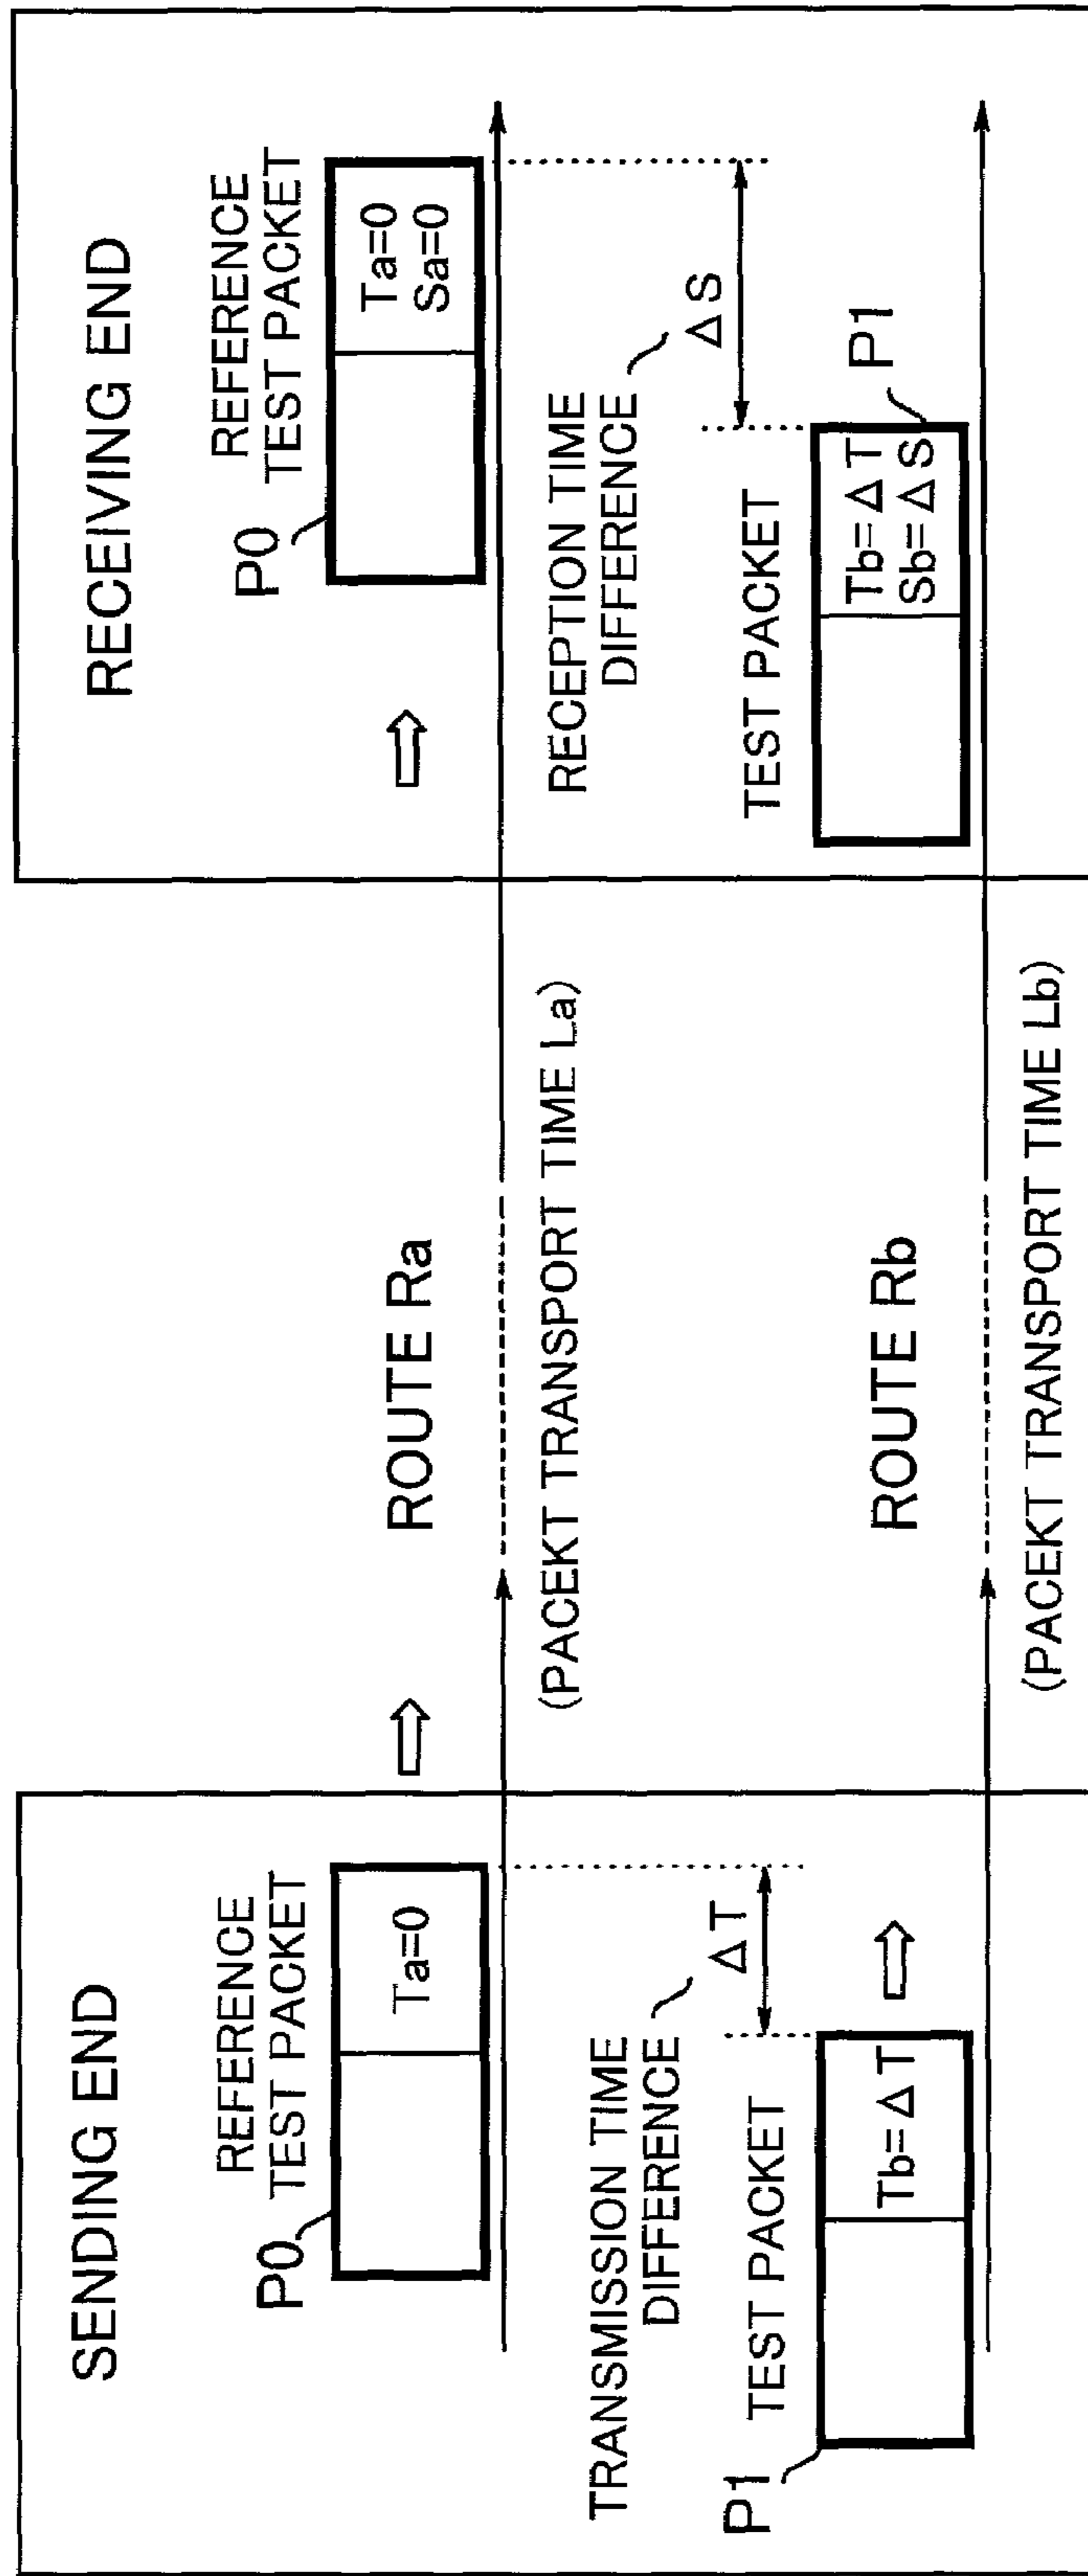 SENDING END
REFERENCE
TEST PACKET
P0
Ta=0
TRANSMISSION TIME
DIFFERENCE
ΔT
TEST PACKET
P1
Tb=ΔT
ROUTE Ra
(PACEKT TRANSPORT TIME La)
ROUTE Rb
(PACEKT TRANSPORT TIME Lb)
RECEIVING END
REFERENCE
TEST PACKET
P0
Ta=0
Sa=0
RECEPTION TIME
DIFFERENCE
ΔS
TEST PACKET
P1
Tb=ΔT
Sb=ΔS